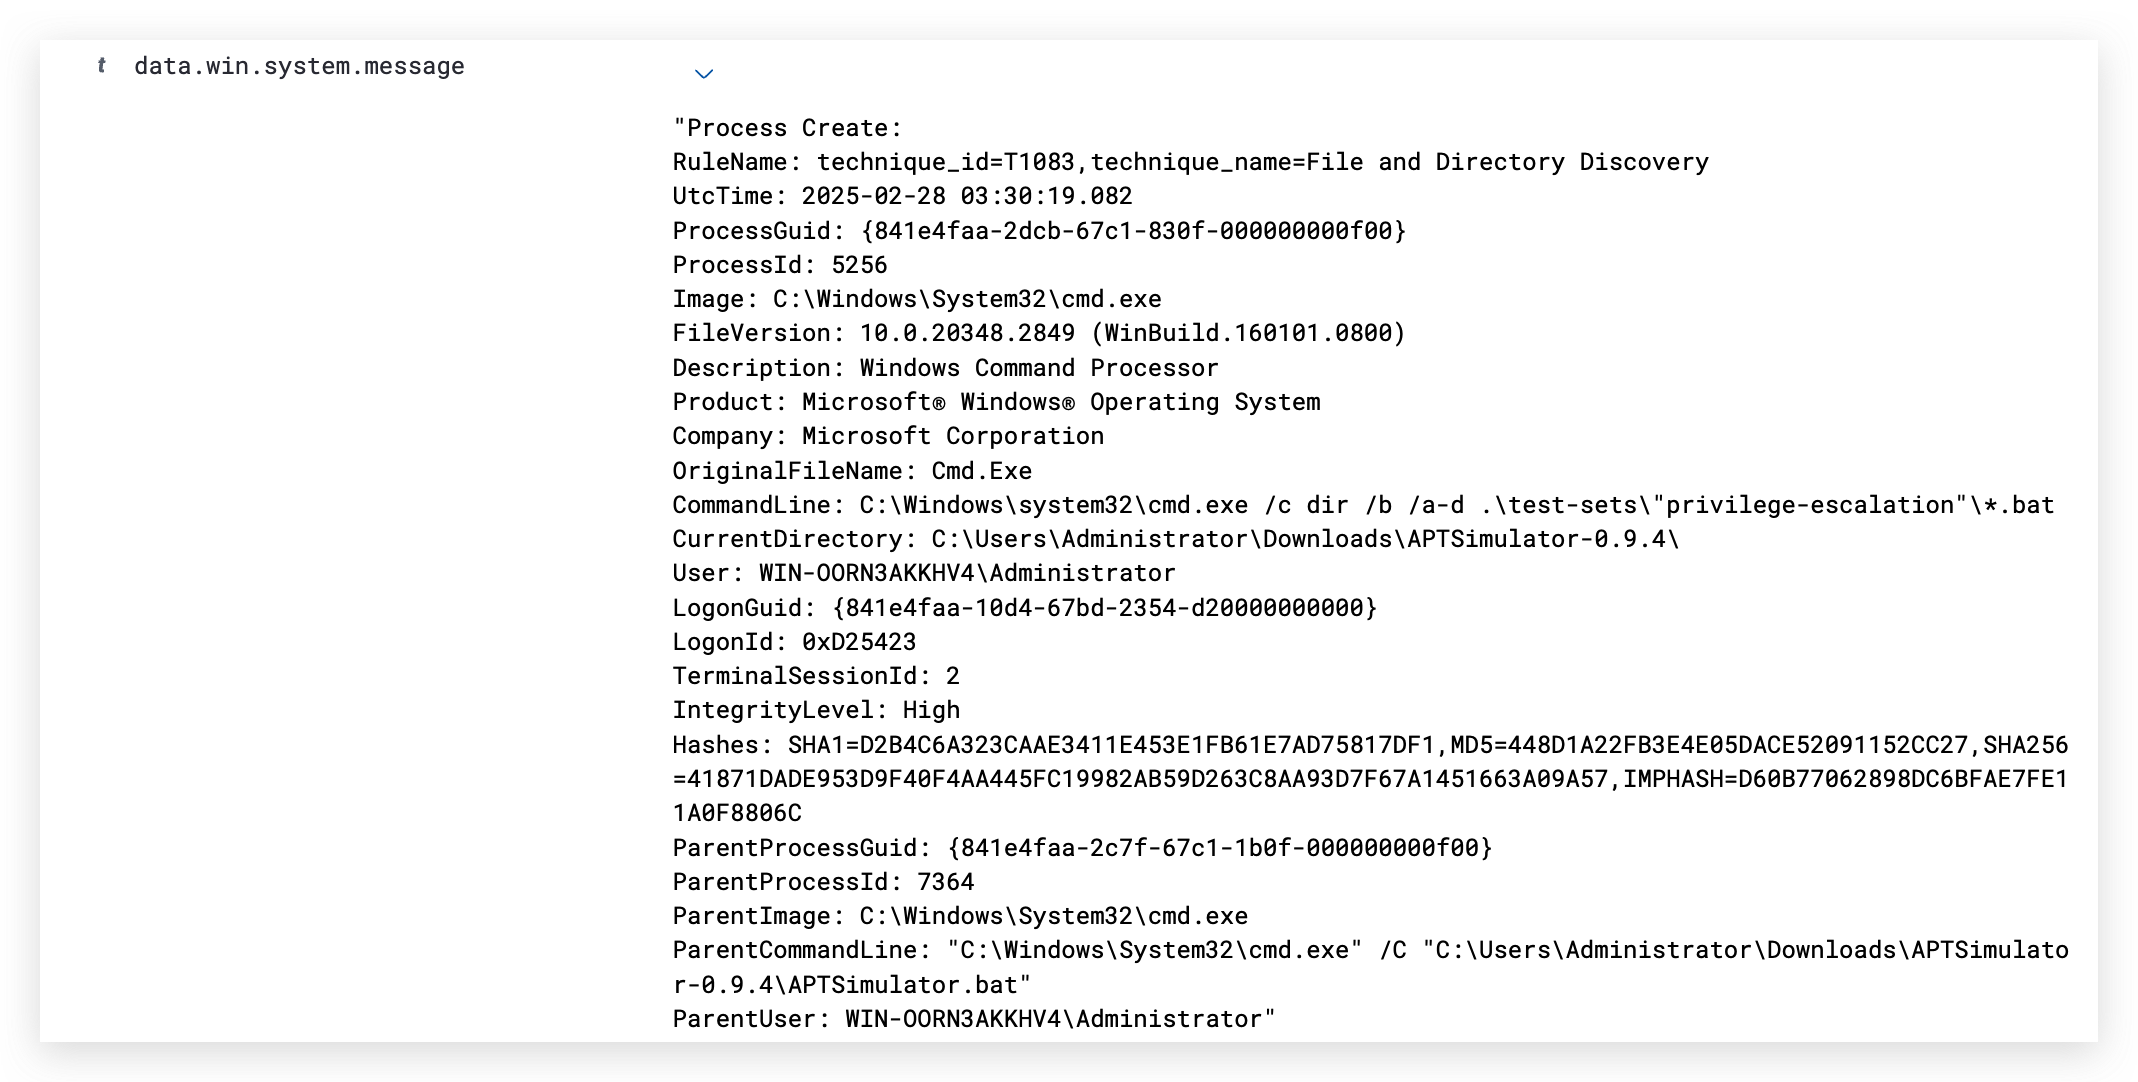 t data.win.system.message
"Process Create:
RuleName: technique_id=T1083,technique_name=File and Directory Discovery
UtcTime: 2025-02-28 03:30:19.082
ProcessGuid: {841e4faa-2dcb-67c1-830f-000000000f00}
ProcessId: 5256
Image: C:\Windows\System32\cmd.exe
FileVersion: 10.0.20348.2849 (WinBuild.160101.0800)
Description: Windows Command Processor
Product: Microsoft® Windows® Operating System
Company: Microsoft Corporation
OriginalFileName: Cmd.Exe
CommandLine: C:\Windows\system32\cmd.exe /c dir /b /a-d .\test-sets\"privilege-escalation"\*.bat
CurrentDirectory: C:\Users\Administrator\Downloads\APTSimulator-0.9.4\
User: WIN-OORN3AKKHV4\Administrator
LogonGuid: {841e4faa-10d4-67bd-2354-d20000000000}
LogonId: 0xD25423
TerminalSessionId: 2
IntegrityLevel: High
Hashes: SHA1=D2B4C6A323CAAE3411E453E1FB61E7AD75817DF1,MD5=448D1A22FB3E4E05DACE52091152CC27,SHA256
=41871DADE953D9F40F4AA445FC19982AB59D263C8AA93D7F67A1451663A09A57,IMPHASH=D60B77062898DC6BFAE7FE1
1A0F8806C
ParentProcessGuid: {841e4faa-2c7f-67c1-1b0f-000000000f00}
ParentProcessId: 7364
ParentImage: C:\Windows\System32\cmd.exe
ParentCommandLine: "C:\Windows\System32\cmd.exe" /C "C:\Users\Administrator\Downloads\APTSimulato
r-0.9.4\APTSimulator.bat"
ParentUser: WIN-OORN3AKKHV4\Administrator"